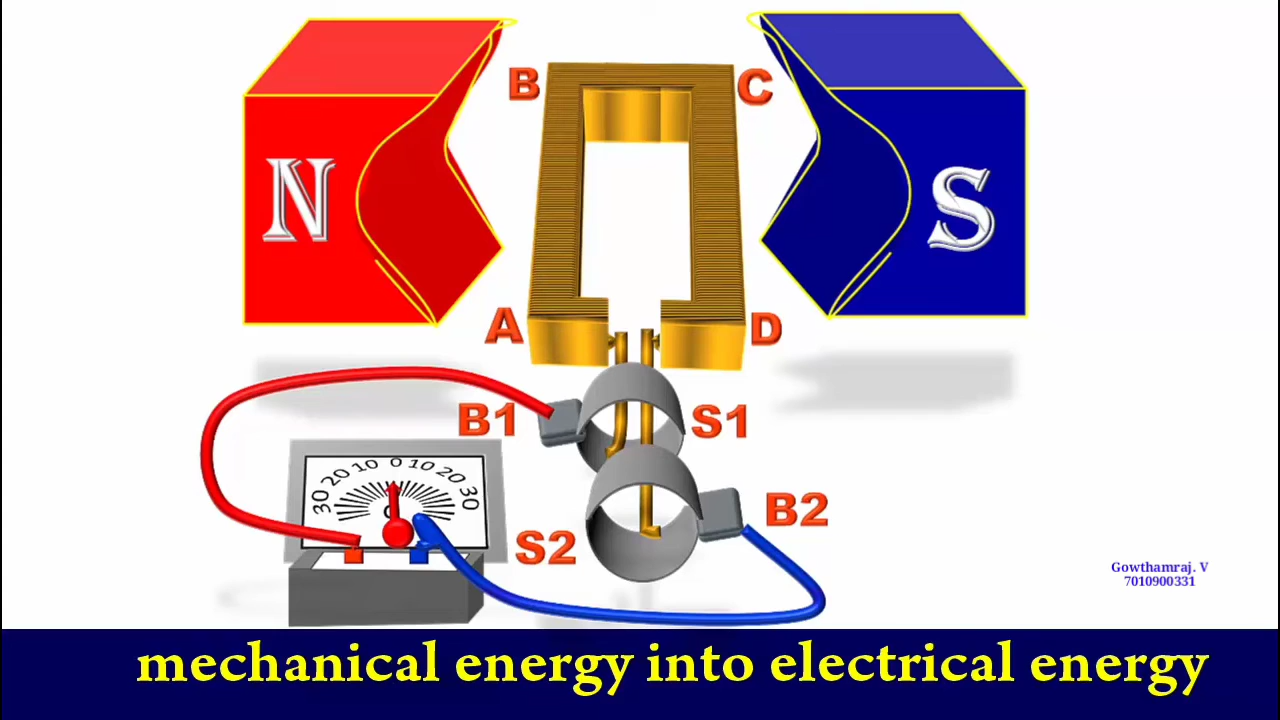 B C
N S
A D
B1 S1
30 20 10 0 10 20 30
G
B2
S2
Gowthamraj. V
7010900331
mechanical energy into electrical energy